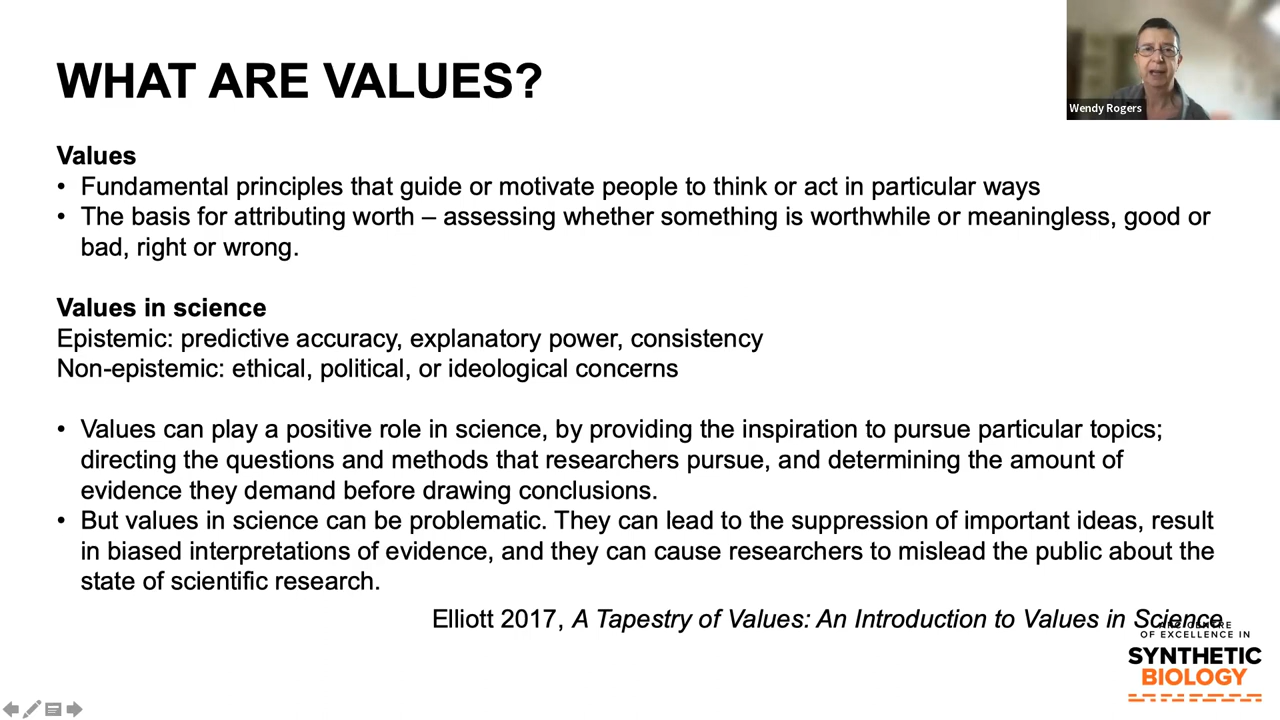 WHAT ARE VALUES?
Wendy Rogers
Values
• Fundamental principles that guide or motivate people to think or act in particular ways
• The basis for attributing worth – assessing whether something is worthwhile or meaningless, good or
bad, right or wrong.
Values in science
Epistemic: predictive accuracy, explanatory power, consistency
Non-epistemic: ethical, political, or ideological concerns
• Values can play a positive role in science, by providing the inspiration to pursue particular topics;
directing the questions and methods that researchers pursue, and determining the amount of
evidence they demand before drawing conclusions.
• But values in science can be problematic. They can lead to the suppression of important ideas, result
in biased interpretations of evidence, and they can cause researchers to mislead the public about the
state of scientific research.
Elliott 2017, A Tapestry of Values: An Introduction to Values in Science
ARC CENTRE
OF EXCELLENCE IN
SYNTHETIC
BIOLOGY